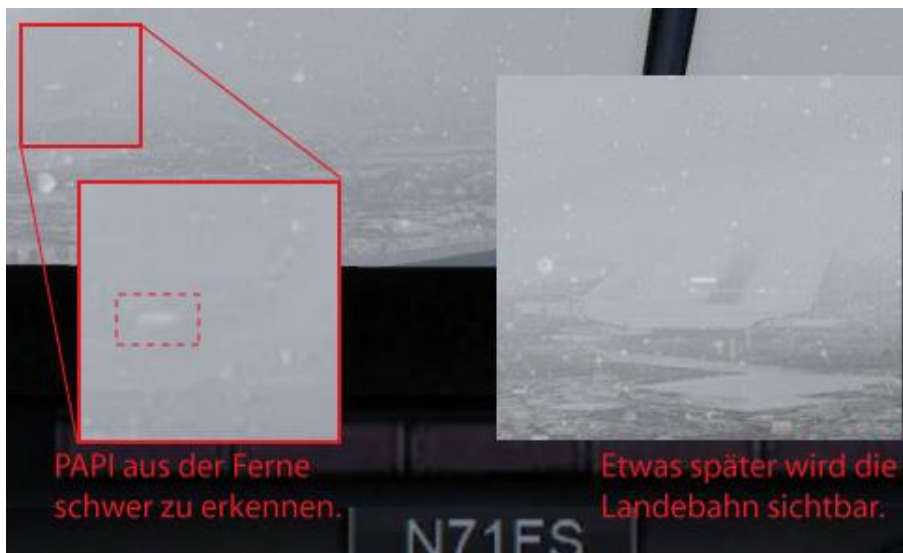 PAPI aus der Ferne
schwer zu erkennen.
Etwas später wird die
Landebahn sichtbar.
N71FS